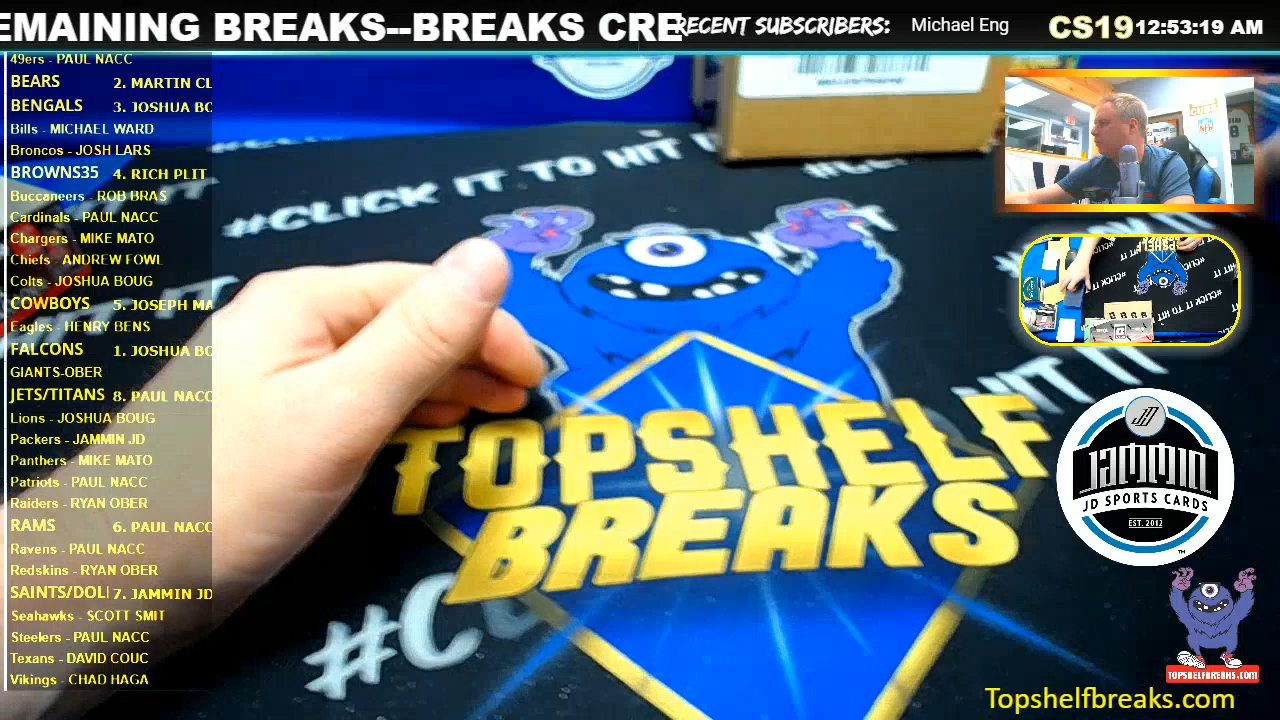 EMAINING BREAKS--BREAKS CRE
RECENT SUBSCRIBERS: Michael Eng
CS19 12:53:19 AM
49ers - PAUL NACC
BEARS 2. MARTIN CL
BENGALS 3. JOSHUA BO
Bills - MICHAEL WARD
Broncos - JOSH LARS
BROWNS35 4. RICH PLIT
Buccaneers - ROB BRAS
Cardinals - PAUL NACC
Chargers - MIKE MATO
Chiefs - ANDREW FOWL
Colts - JOSHUA BOUG
COWBOYS 5. JOSEPH MA
Eagles - HENRY BENS
FALCONS 1. JOSHUA BO
GIANTS-OBER
JETS/TITANS 8. PAUL NACC
Lions - JOSHUA BOUG
Packers - JAMMIN JD
Panthers - MIKE MATO
Patriots - PAUL NACC
Raiders - RYAN OBER
RAMS 6. PAUL NACC
Ravens - PAUL NACC
Redskins - RYAN OBER
SAINTS/DOL 7. JAMMIN JD
Seahawks - SCOTT SMIT
Steelers - PAUL NACC
Texans - DAVID COUC
Vikings - CHAD HAGA
#CLICK IT TO HIT
TOPSHELF
BREAKS
HIT IT
#C
JD
JAMMIN
JD SPORTS CARDS
EST. 2012
TM
TOPSHELFBREAKS.COM
Topshelfbreaks.com